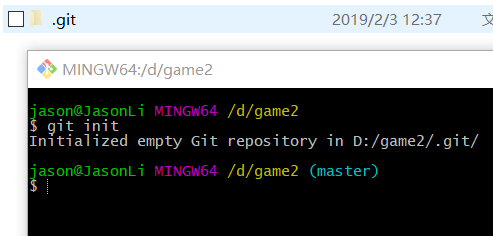 .git 2019/2/3 12:37 文
MINGW64:/d/game2
jason@JasonLi MINGW64 /d/game2
$ git init
Initialized empty Git repository in D:/game2/.git/
jason@JasonLi MINGW64 /d/game2 (master)
$